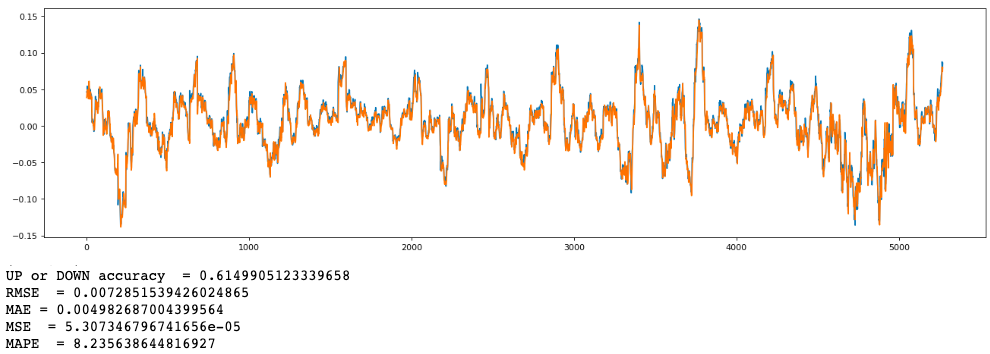 0.15
0.10
0.05
0.00
−0.05
−0.10
−0.15
0 1000 2000 3000 4000 5000
UP or DOWN accuracy = 0.6149905123339658
RMSE = 0.0072851539426024865
MAE = 0.004982687004399564
MSE = 5.307346796741656e-05
MAPE = 8.235638644816927